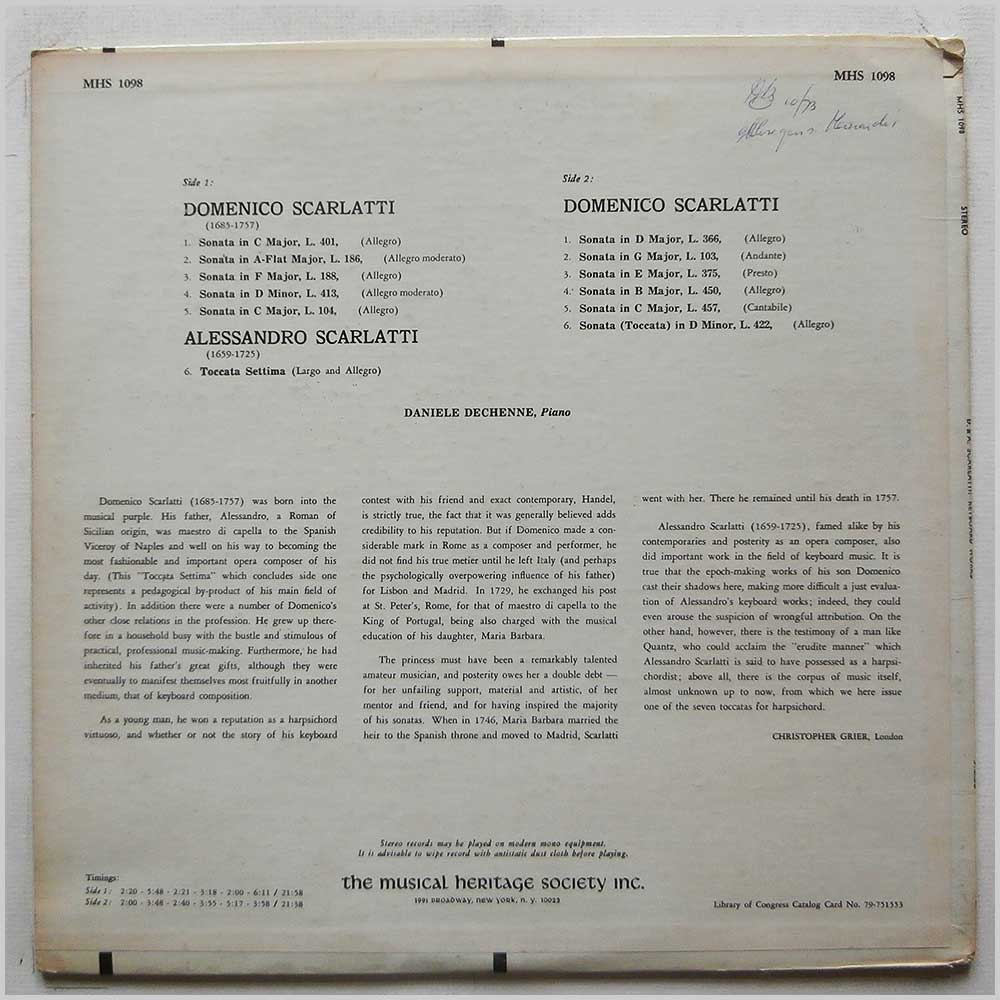 MHS 1098
MHS 1098
10/73
Side 1:
DOMENICO SCARLATTI
(1685-1757)
1. Sonata in C Major, L. 401, (Allegro)
2. Sonata in A-Flat Major, L. 186, (Allegro moderato)
3. Sonata in F Major, L. 188, (Allegro)
4. Sonata in D Minor, L. 413, (Allegro moderato)
5. Sonata in C Major, L. 104, (Allegro)
ALESSANDRO SCARLATTI
(1659-1725)
6. Toccata Settima (Largo and Allegro)
Side 2:
DOMENICO SCARLATTI
1. Sonata in D Major, L. 366, (Allegro)
2. Sonata in G Major, L. 103, (Andante)
3. Sonata in E Major, L. 375, (Presto)
4. Sonata in B Major, L. 450, (Allegro)
5. Sonata in C Major, L. 457, (Cantabile)
6. Sonata (Toccata) in D Minor, L. 422, (Allegro)
DANIELE DECHENNE, Piano
Domenico Scarlatti (1685-1757) was born into the
musical purple. His father, Alessandro, a Roman of
Sicilian origin, was maestro di capella to the Spanish
Viceroy of Naples and well on his way to becoming the
most fashionable and important opera composer of his
day. (This "Toccata Settima" which concludes side one
represents a pedagogical by-product of his main field of
activity). In addition there were a number of Domenico's
other close relations in the profession. He grew up there-
fore in a household busy with the bustle and stimulus of
practical, professional music-making. Furthermore, he had
inherited his father's great gifts, although they were
eventually to manifest themselves most fruitfully in another
medium, that of keyboard composition.
As a young man, he won a reputation as a harpsichord
virtuoso, and whether or not the story of his keyboard
contest with his friend and exact contemporary, Handel,
is strictly true, the fact that it was generally believed adds
credibility to his reputation. But if Domenico made a con-
siderable mark in Rome as a composer and performer, he
did not find his true metier until he left Italy (and perhaps
the psychologically overpowering influence of his father)
for Lisbon and Madrid. In 1729, he exchanged his post
at St. Peter's, Rome, for that of maestro di capella to the
King of Portugal, being also charged with the musical
education of his daughter, Maria Barbara.
The princess must have been a remarkably talented
amateur musician, and posterity owes her a double debt —
for her unfailing support, material and artistic, of her
mentor and friend, and for having inspired the majority
of his sonatas. When in 1746, Maria Barbara married the
heir to the Spanish throne and moved to Madrid, Scarlatti
went with her. There he remained until his death in 1757.
Alessandro Scarlatti (1659-1725), famed alike by his
contemporaries and posterity as an opera composer, also
did important work in the field of keyboard music. It is
true that the epoch-making works of his son Domenico
cast their shadows here, making more difficult a just evalua-
tion of Alessandro's keyboard works; indeed, they could
even arouse the suspicion of wrongful attribution. On the
other hand, however, there is the testimony of a man like
Quantz, who could acclaim the "erudite manner" which
Alessandro Scarlatti is said to have possessed as a harpsi-
chordist; above all, there is the corpus of music itself,
almost unknown up to now, from which we here issue
one of the seven toccatas for harpsichord.
CHRISTOPHER GRIER, London
Stereo records may be played on modern mono equipment.
It is advisable to wipe record with antistatic dust cloth before playing.
the musical heritage society inc.
1991 BROADWAY, NEW YORK, N. Y. 10023
Timings:
Side 1: 2:20 - 5:48 - 2:21 - 3:18 - 2:00 - 6:11 / 21:58
Side 2: 2:00 - 3:48 - 2:40 - 3:55 - 5:17 - 3:58 / 21:38
Library of Congress Catalog Card No. 79-751553
MHS 1098
STEREO